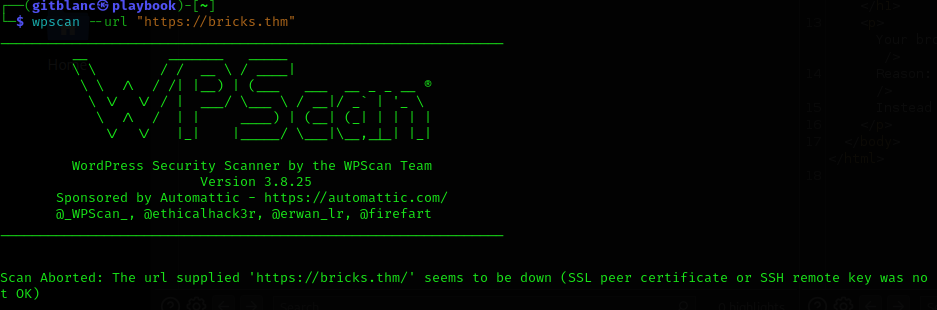 ┌──(gitblanc㉿playbook)-[~]
└─$ wpscan --url "https://bricks.thm"
WPScan ®
WordPress Security Scanner by the WPScan Team
Version 3.8.25
Sponsored by Automattic - https://automattic.com/
@_WPScan_, @ethicalhack3r, @erwan_lr, @firefart
Scan Aborted: The url supplied 'https://bricks.thm/' seems to be down (SSL peer certificate or SSH remote key was no
t OK)